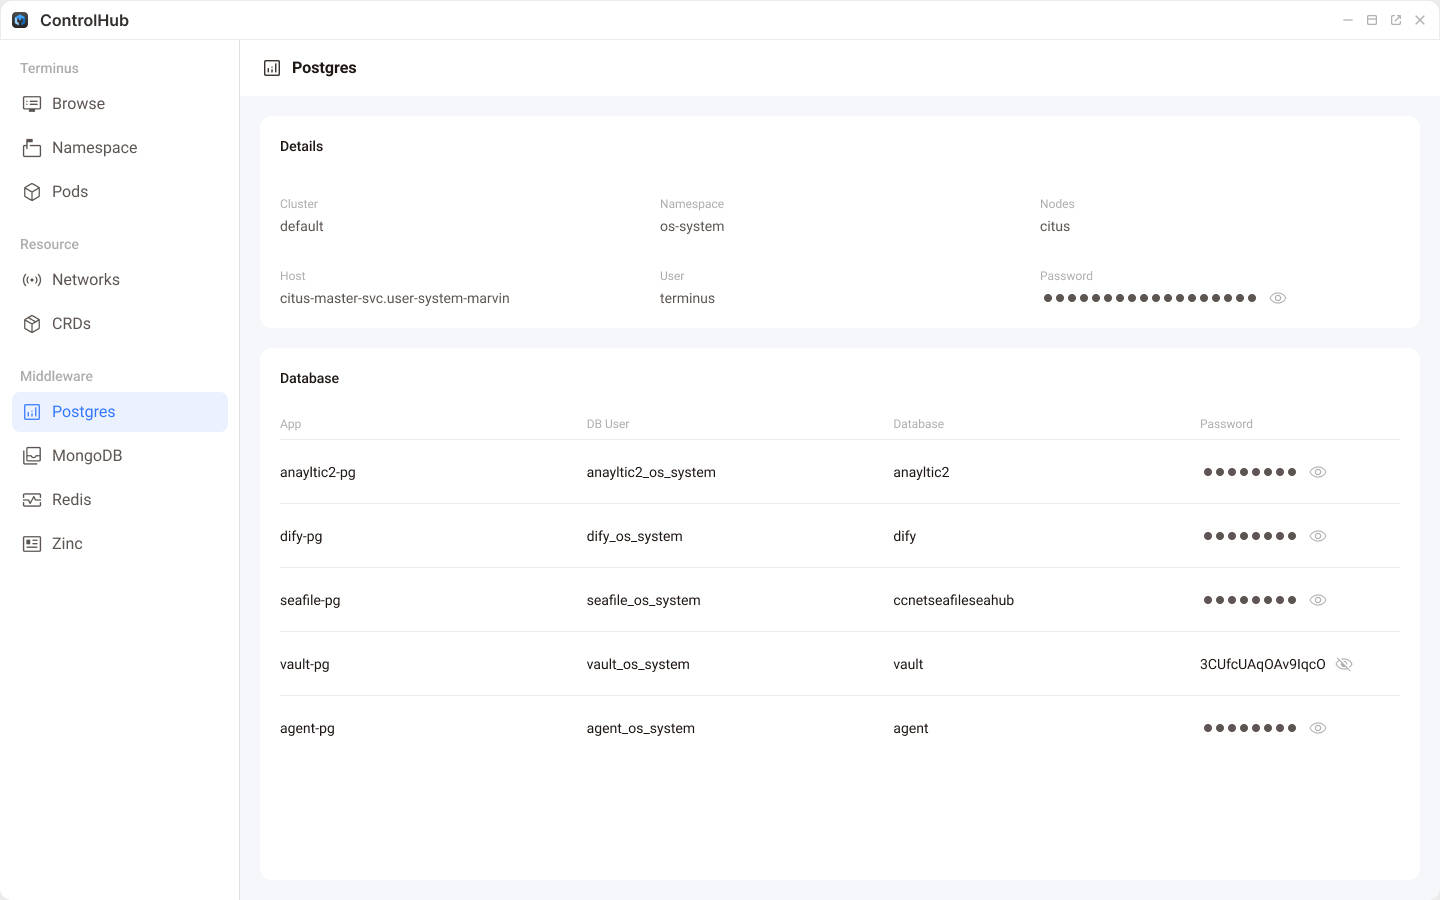 ControlHub
Terminus
Browse
Namespace
Pods
Resource
Networks
CRDs
Middleware
Postgres
MongoDB
Redis
Zinc
Postgres
Details
Cluster Namespace Nodes
default os-system citus
Host User Password
citus-master-svc.user-system-marvin terminus
Database
App DB User Database Password
anayltic2-pg anayltic2_os_system anayltic2
dify-pg dify_os_system dify
seafile-pg seafile_os_system ccnetseafileseahub
vault-pg vault_os_system vault 3CUfcUAqOAv9IqcO
agent-pg agent_os_system agent